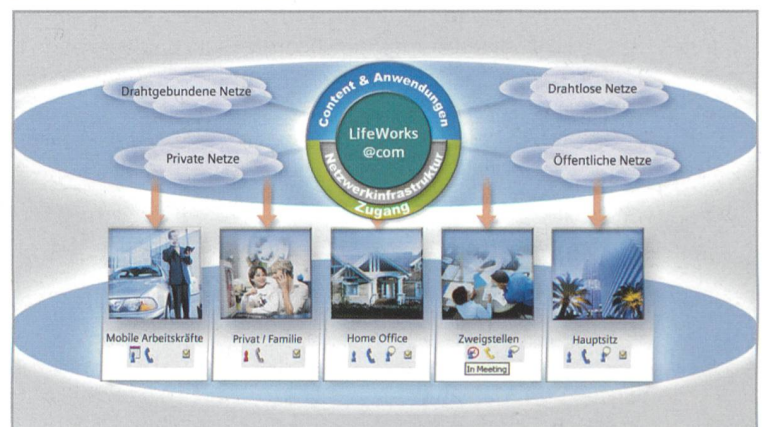 Drahtgebundene Netze
Content & Anwendungen
Drahtlose Netze
LifeWorks
@com
Private Netze
Netzwerkinfrastruktur
Öffentliche Netze
Zugang
Mobile Arbeitskräfte
Privat / Familie
Home Office
Zweigstellen
Hauptsitz
In Meeting